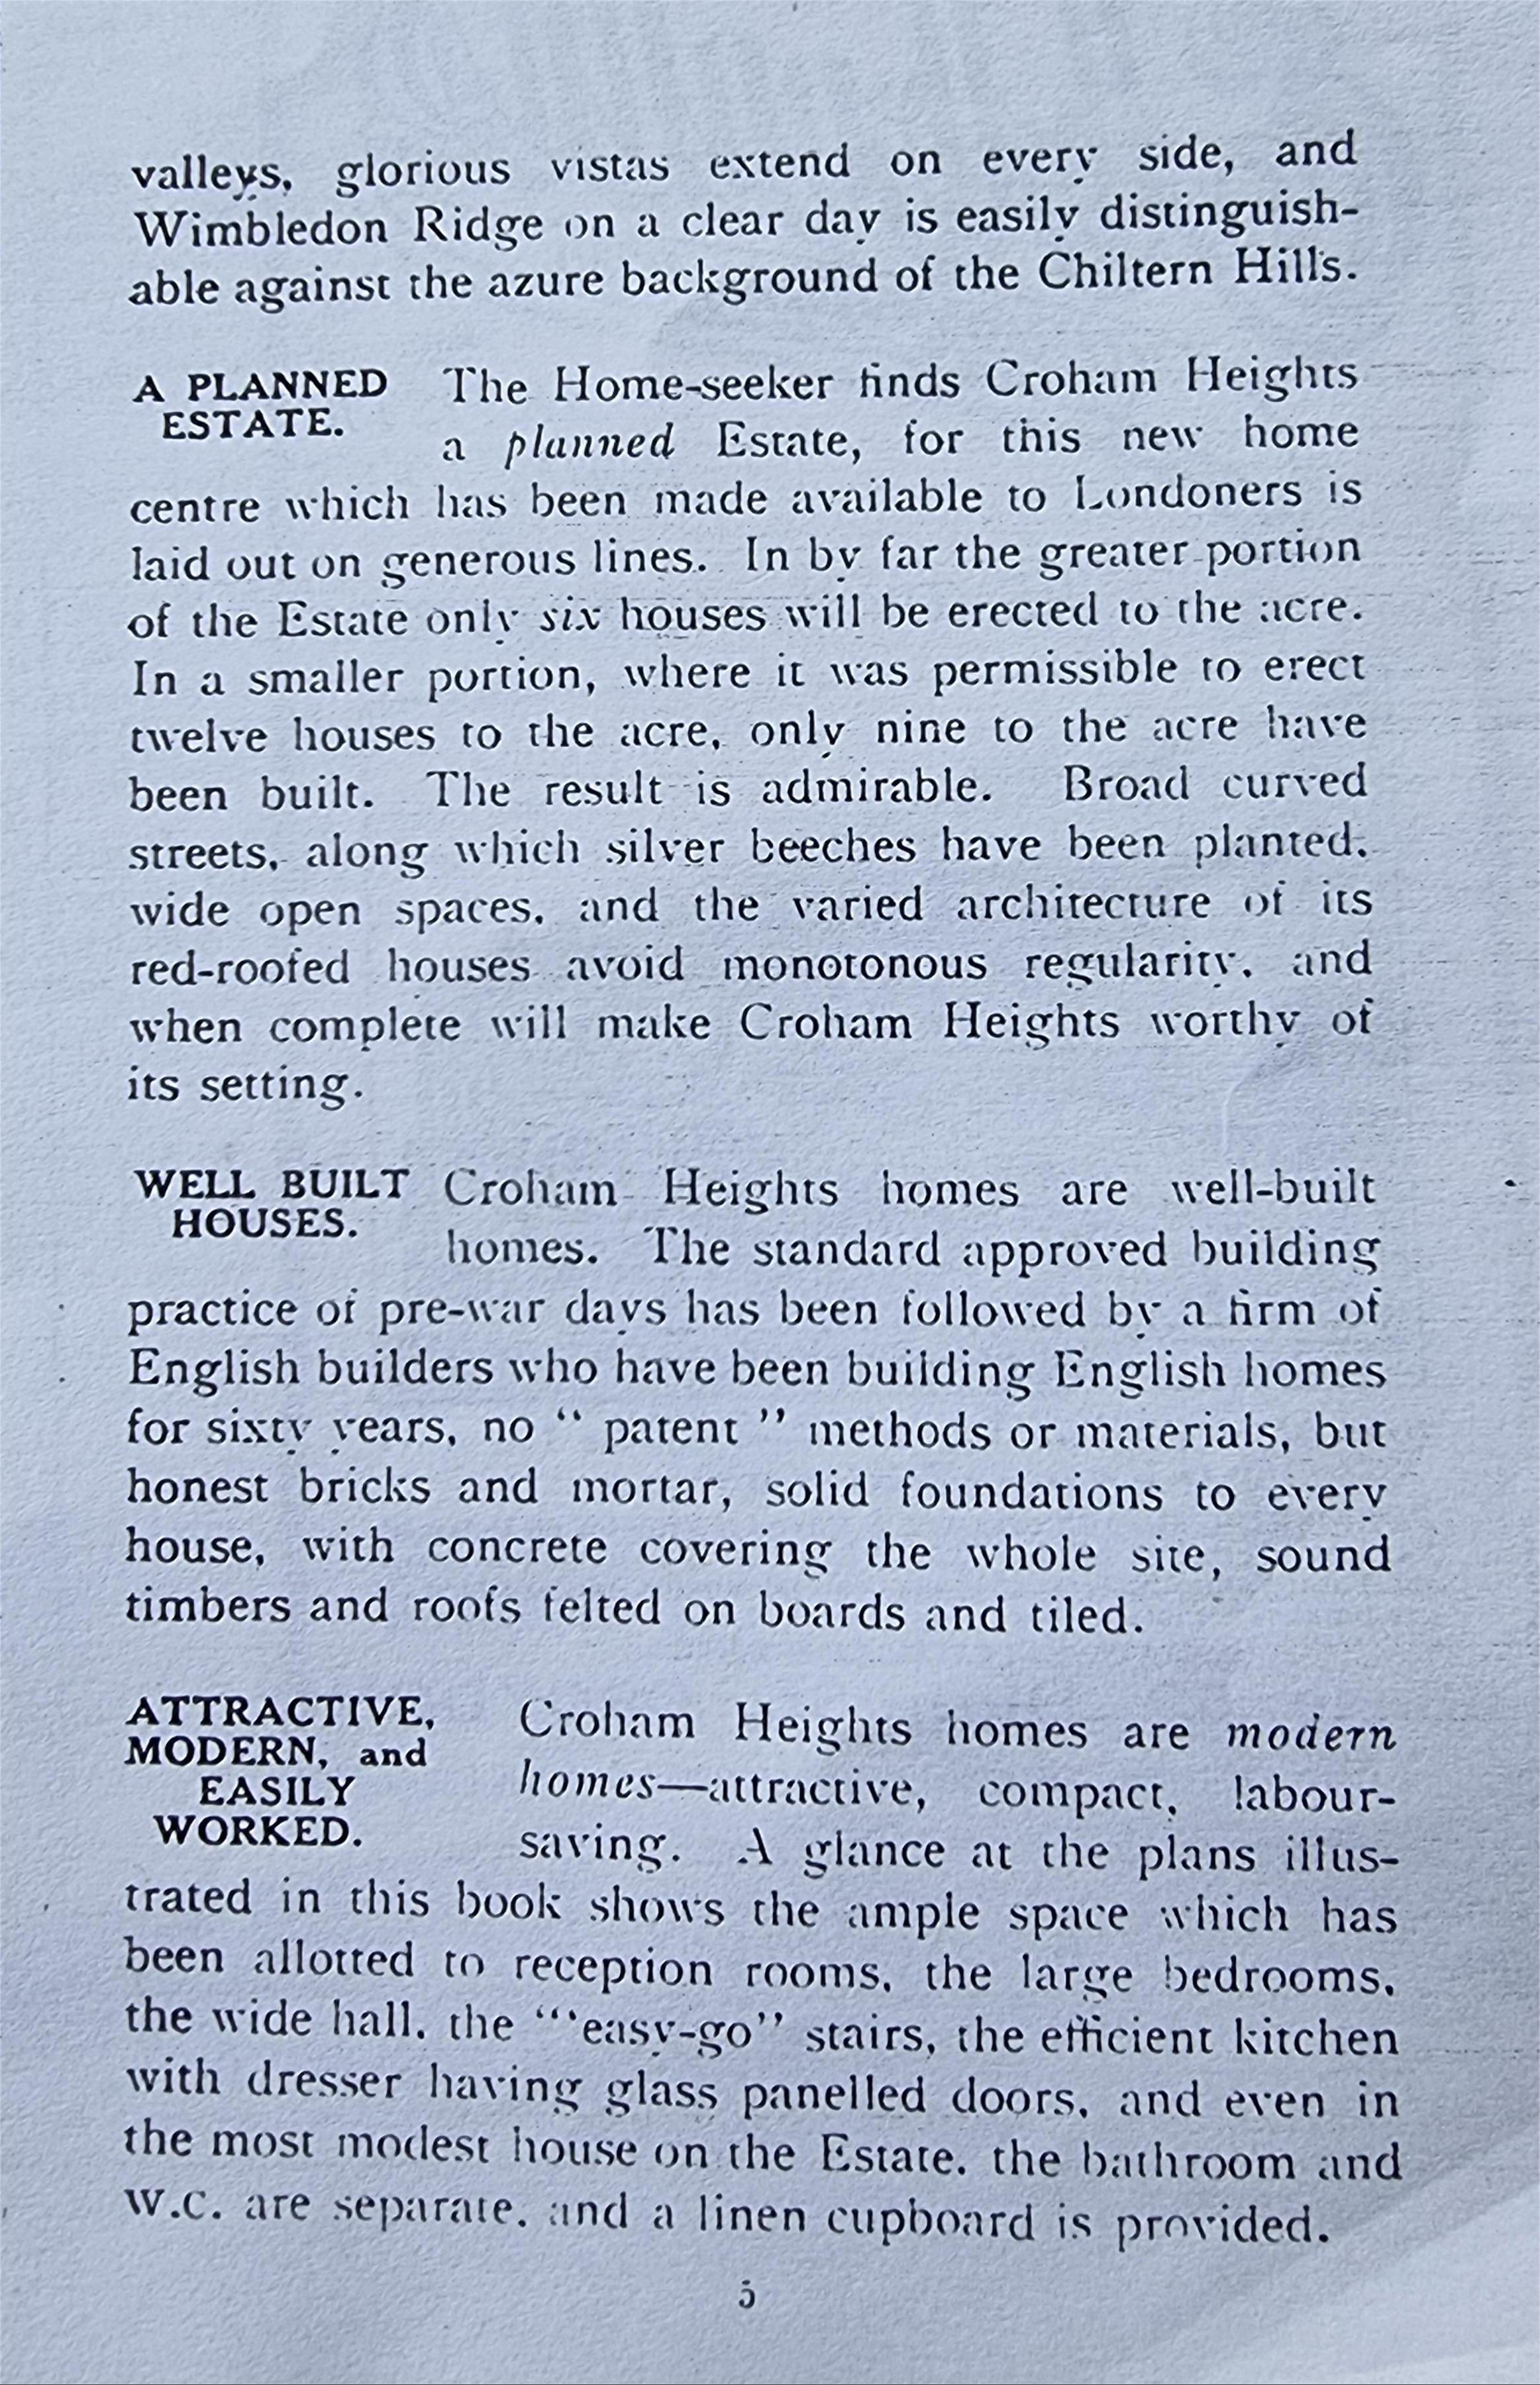 valleys, glorious vistas extend on every side, and
Wimbledon Ridge on a clear day is easily distinguish-
able against the azure background of the Chiltern Hills.
A PLANNED
ESTATE.
The Home-seeker finds Croham Heights
a planned Estate, for this new home
centre which has been made available to Londoners is
laid out on generous lines. In by far the greater portion
of the Estate only six houses will be erected to the acre.
In a smaller portion, where it was permissible to erect
twelve houses to the acre, only nine to the acre have
been built. The result is admirable. Broad curved
streets, along which silver beeches have been planted,
wide open spaces, and the varied architecture of its
red-roofed houses avoid monotonous regularity, and
when complete will make Croham Heights worthy of
its setting.
WELL BUILT
HOUSES.
Croham Heights homes are well-built
homes. The standard approved building
practice of pre-war days has been followed by a firm of
English builders who have been building English homes
for sixty years, no “ patent ” methods or materials, but
honest bricks and mortar, solid foundations to every
house, with concrete covering the whole site, sound
timbers and roofs felted on boards and tiled.
ATTRACTIVE,
MODERN, and
EASILY
WORKED.
Croham Heights homes are modern
homes—attractive, compact, labour-
saving. A glance at the plans illus-
trated in this book shows the ample space which has
been allotted to reception rooms, the large bedrooms,
the wide hall, the “‘easy-go” stairs, the efficient kitchen
with dresser having glass panelled doors, and even in
the most modest house on the Estate, the bathroom and
W.C. are separate, and a linen cupboard is provided.
5